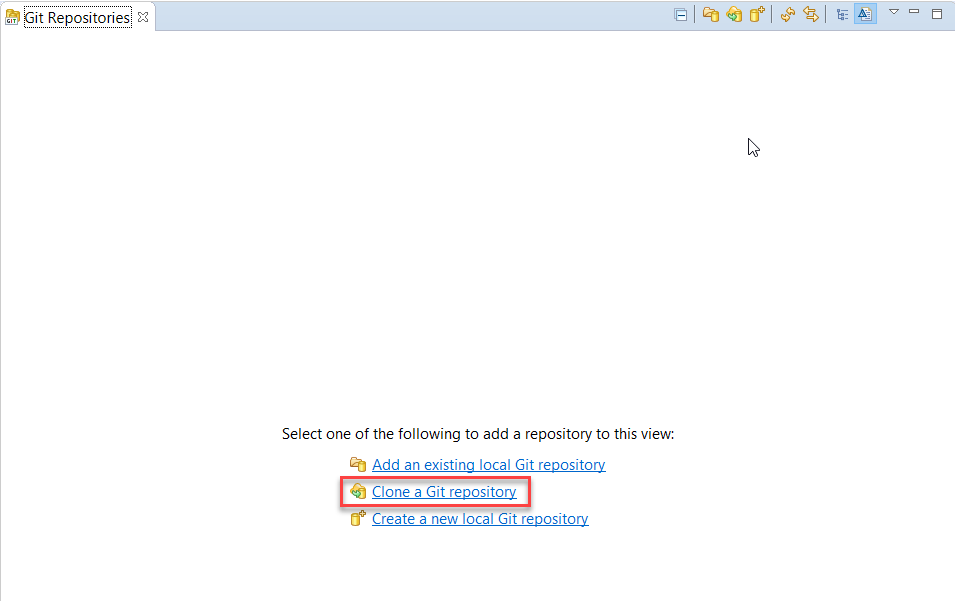 Git Repositories
Select one of the following to add a repository to this view:
Add an existing local Git repository
Clone a Git repository
Create a new local Git repository